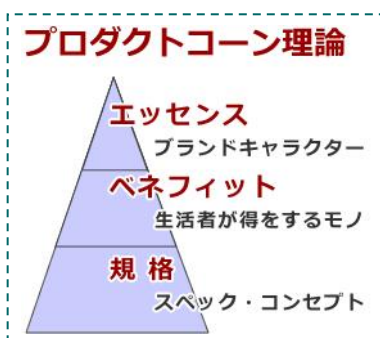 プロダクトコーン理論
エッセンス
ブランドキャラクター
ベネフィット
生活者が得をするモノ
規 格
スペック・コンセプト